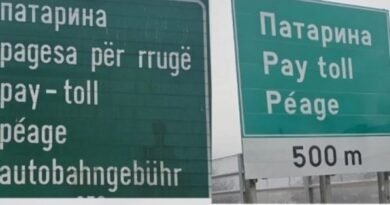 патарина
pagesa për rrugë
pay-toll
péage
autobahngebühr
Патарина
Pay toll
Péage
500 m